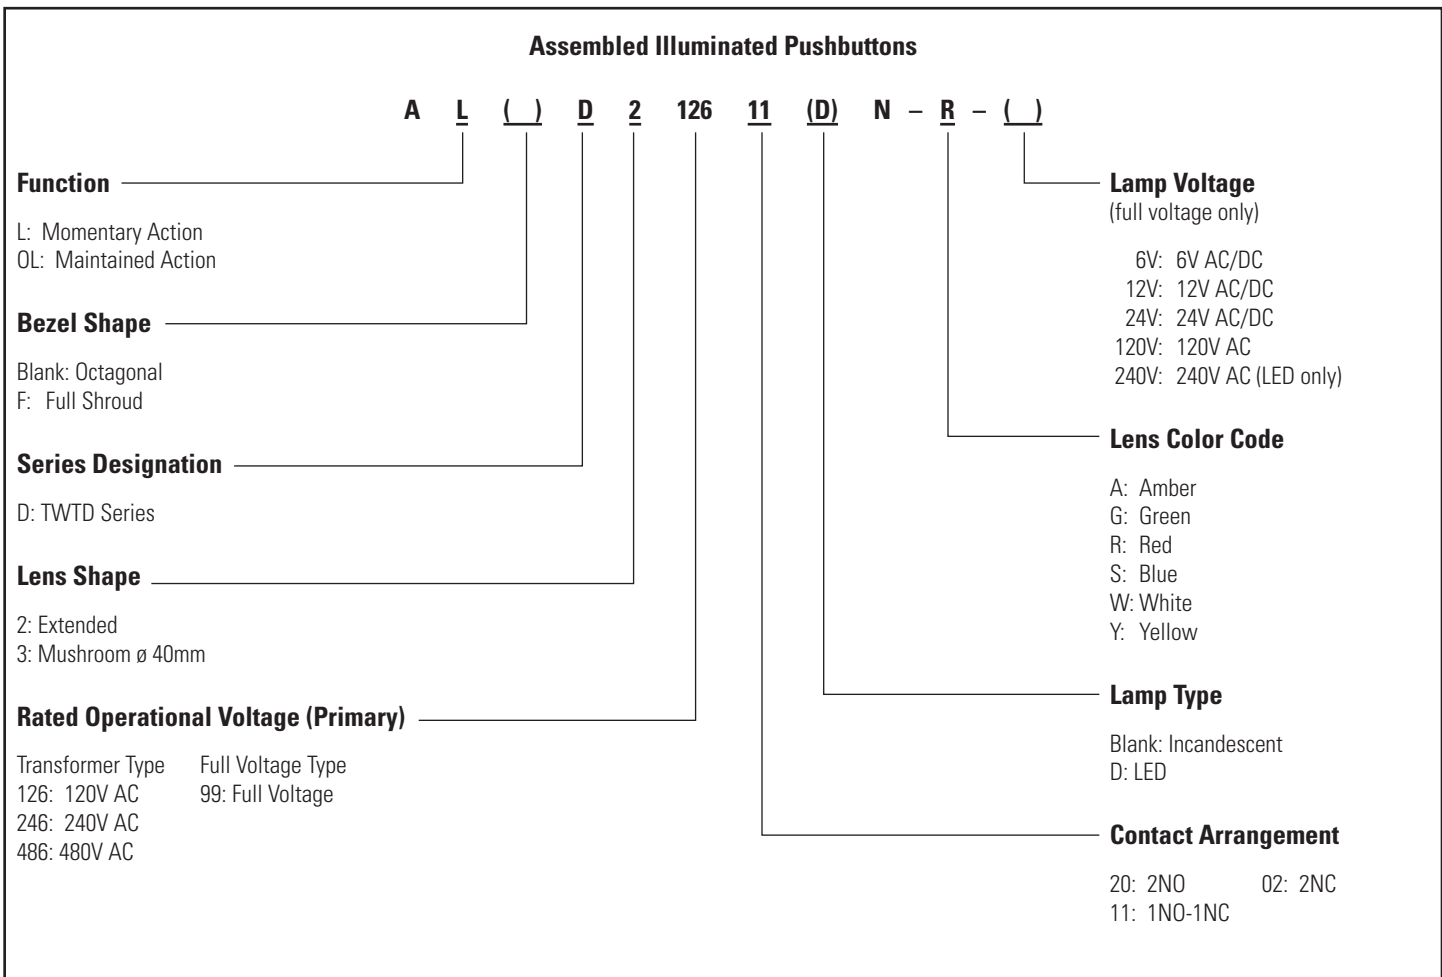 Assembled Illuminated Pushbuttons
A L ( ) D 2 126 11 (D) N – R – ( )
Function
L: Momentary Action
OL: Maintained Action
Bezel Shape
Blank: Octagonal
F: Full Shroud
Series Designation
D: TWTD Series
Lens Shape
2: Extended
3: Mushroom ø 40mm
Rated Operational Voltage (Primary)
Transformer Type Full Voltage Type
126: 120V AC 99: Full Voltage
246: 240V AC
486: 480V AC
Lamp Voltage
(full voltage only)
6V: 6V AC/DC
12V: 12V AC/DC
24V: 24V AC/DC
120V: 120V AC
240V: 240V AC (LED only)
Lens Color Code
A: Amber
G: Green
R: Red
S: Blue
W: White
Y: Yellow
Lamp Type
Blank: Incandescent
D: LED
Contact Arrangement
20: 2NO 02: 2NC
11: 1NO-1NC